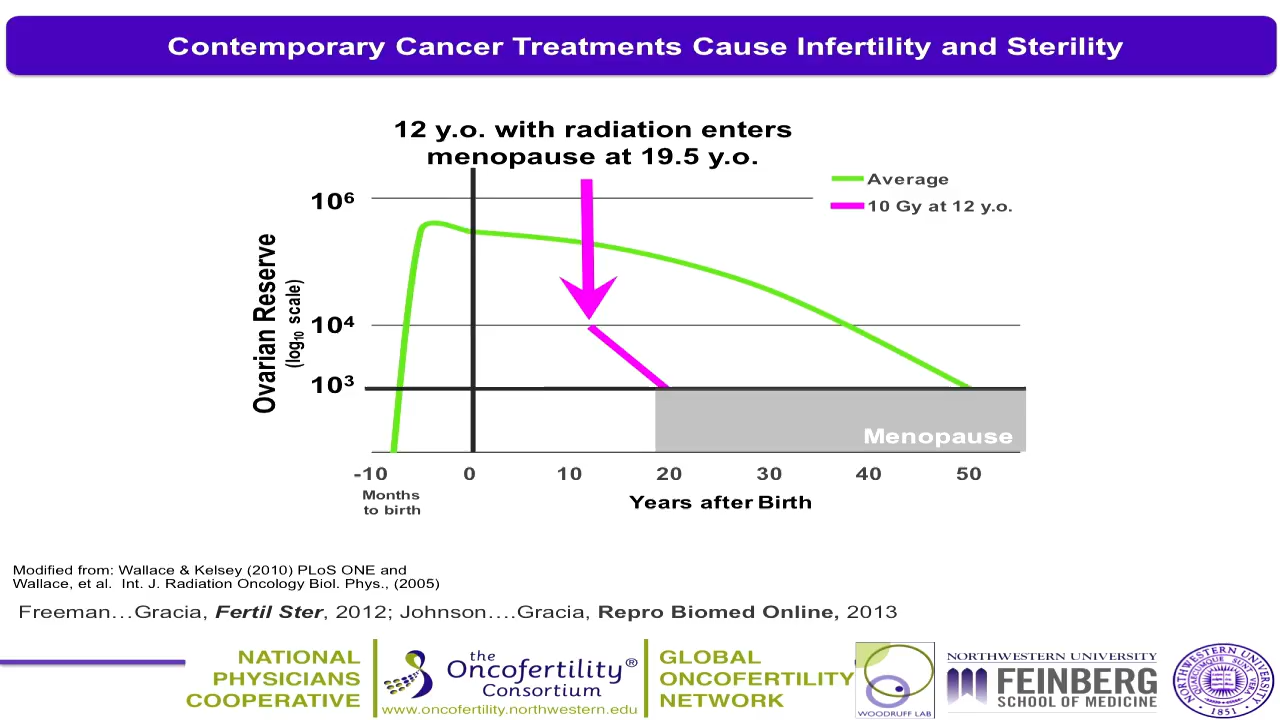 Contemporary Cancer Treatments Cause Infertility and Sterility
12 y.o. with radiation enters
menopause at 19.5 y.o.
Average
10 Gy at 12 y.o.
10⁶
10⁴
10³
Ovarian Reserve
(log₁₀ scale)
Menopause
-10 0 10 20 30 40 50
Months
to birth
Years after Birth
Modified from: Wallace & Kelsey (2010) PLoS ONE and
Wallace, et al. Int. J. Radiation Oncology Biol. Phys., (2005)
Freeman…Gracia, Fertil Ster, 2012; Johnson….Gracia, Repro Biomed Online, 2013
NATIONAL
PHYSICIANS
COOPERATIVE
the
Oncofertility®
Consortium
www.oncofertility.northwestern.edu
GLOBAL
ONCOFERTILITY
NETWORK
WOODRUFF LAB
NORTHWESTERN UNIVERSITY
FEINBERG
SCHOOL OF MEDICINE
NORTHWESTERN UNIVERSITY
1851